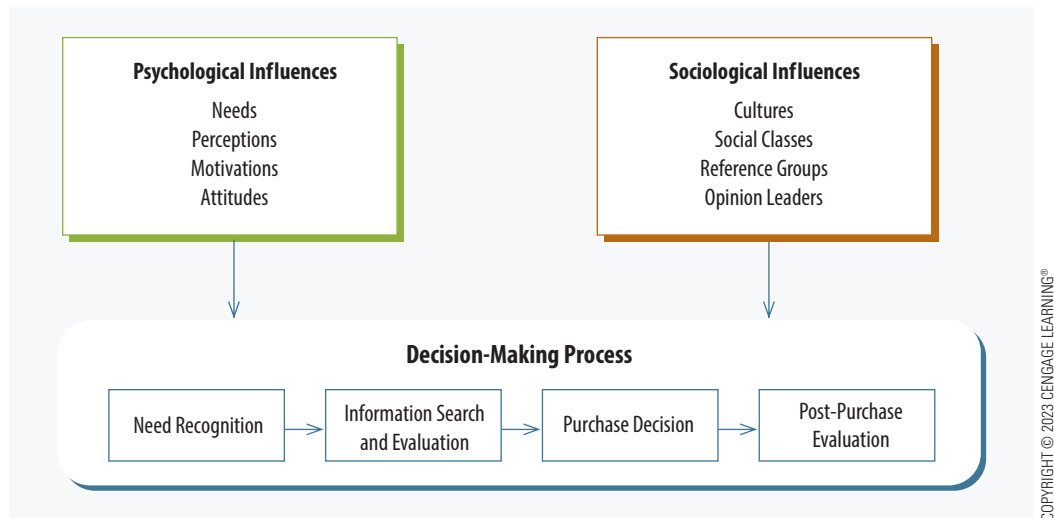 Psychological Influences
Needs
Perceptions
Motivations
Attitudes
Sociological Influences
Cultures
Social Classes
Reference Groups
Opinion Leaders
Decision-Making Process
Need Recognition
Information Search
and Evaluation
Purchase Decision
Post-Purchase
Evaluation
COPYRIGHT © 2023 CENGAGE LEARNING®